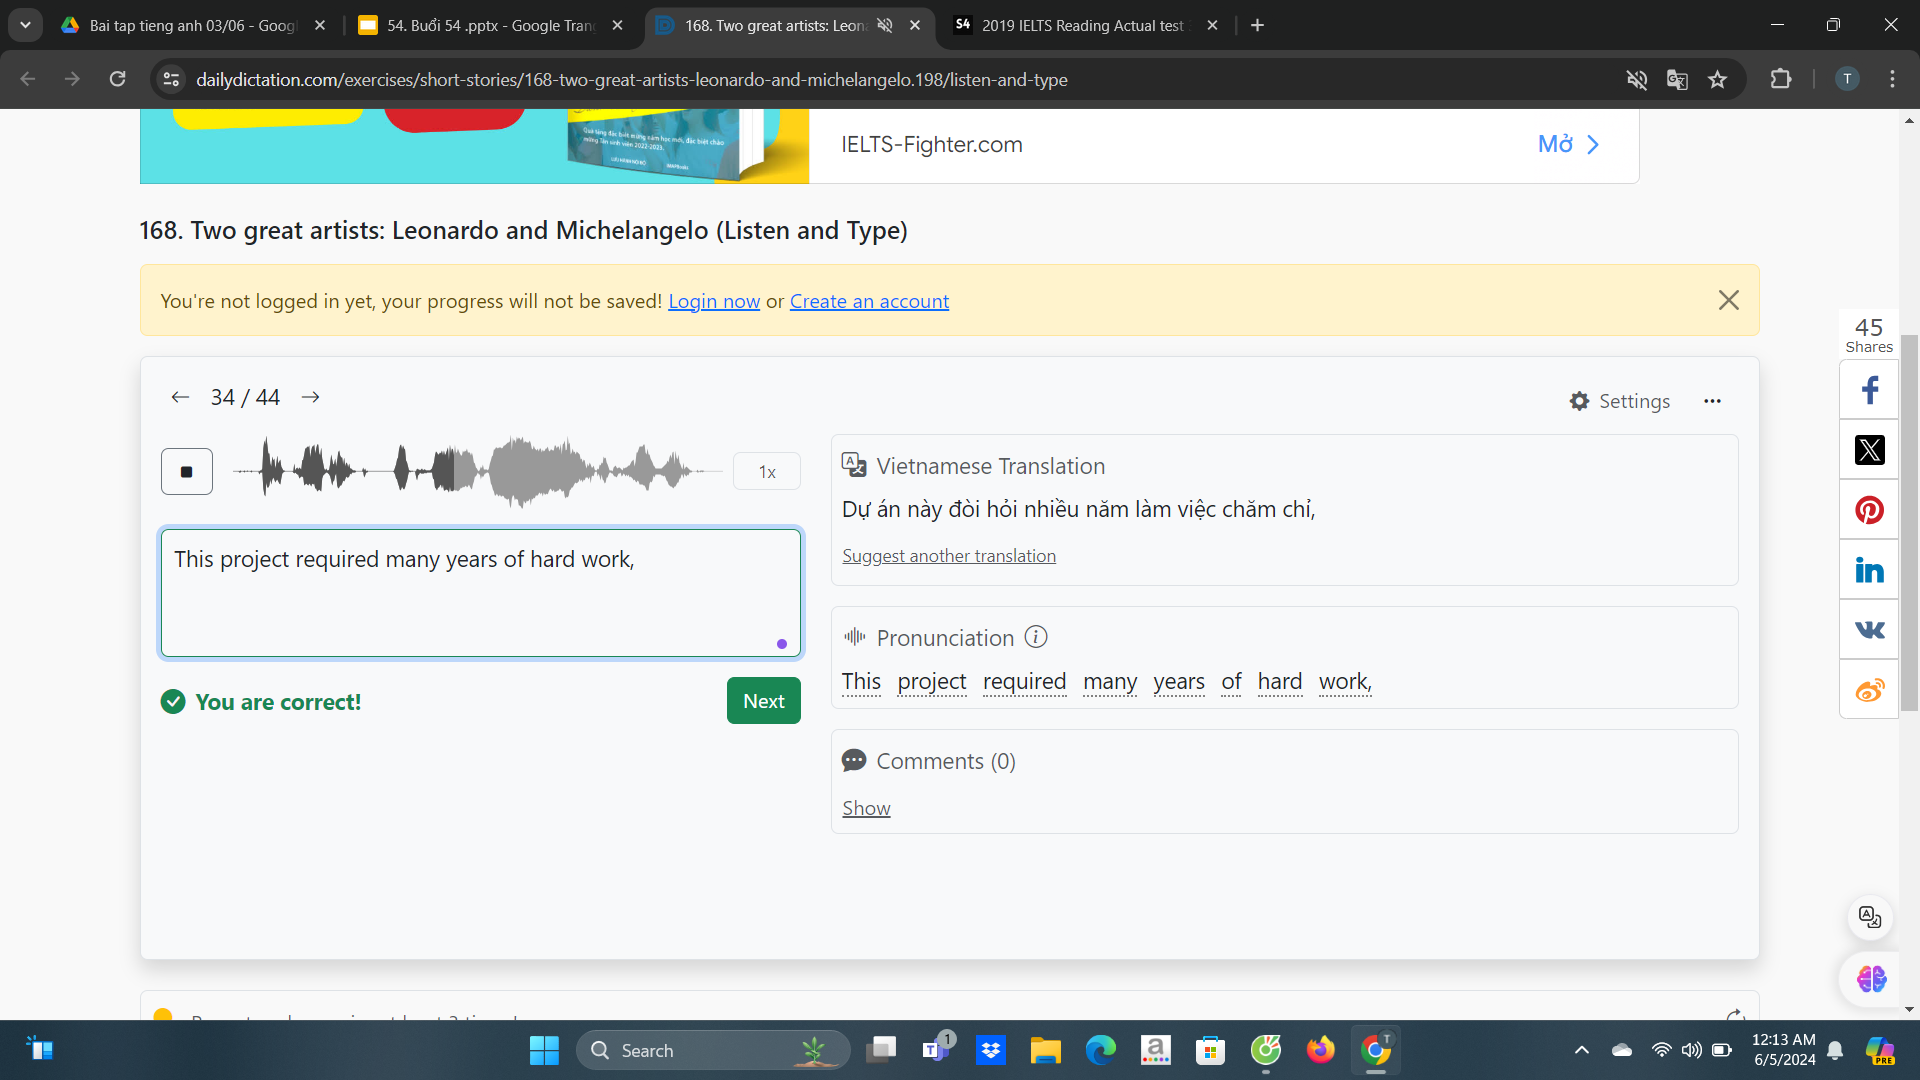 Bai tap tieng anh 03/06 - Googl
54. Buổi 54 .pptx - Google Tran
168. Two great artists: Leon
S4 2019 IELTS Reading Actual test
dailydictation.com/exercises/short-stories/168-two-great-artists-leonardo-and-michelangelo.198/listen-and-type
T
IELTS-Fighter.com
Mở
168. Two great artists: Leonardo and Michelangelo (Listen and Type)
You're not logged in yet, your progress will not be saved! Login now or Create an account
45
Shares
34 / 44
Settings
1x
Vietnamese Translation
Dự án này đòi hỏi nhiều năm làm việc chăm chỉ,
Suggest another translation
This project required many years of hard work,
You are correct!
Next
Pronunciation
This project required many years of hard work,
Comments (0)
Show
Search
1
12:13 AM
6/5/2024
PRE